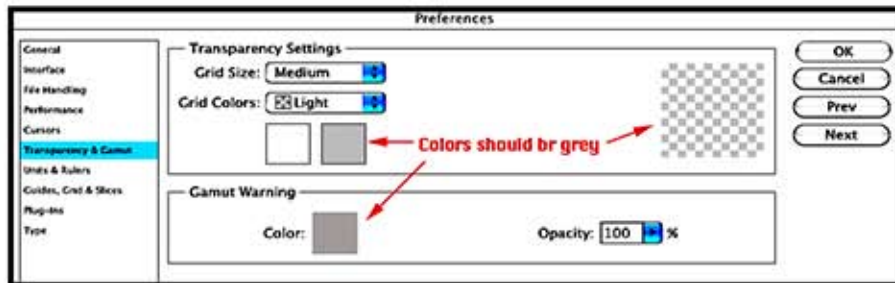 Preferences
General
Interface
File Handling
Performance
Cursors
Transparency & Gamut
Units & Rulers
Guides, Grid & Slices
Plug-Ins
Type
Transparency Settings
Grid Size: Medium
Grid Colors: Light
Colors should br grey
Gamut Warning
Color:
Opacity: 100 %
OK
Cancel
Prev
Next